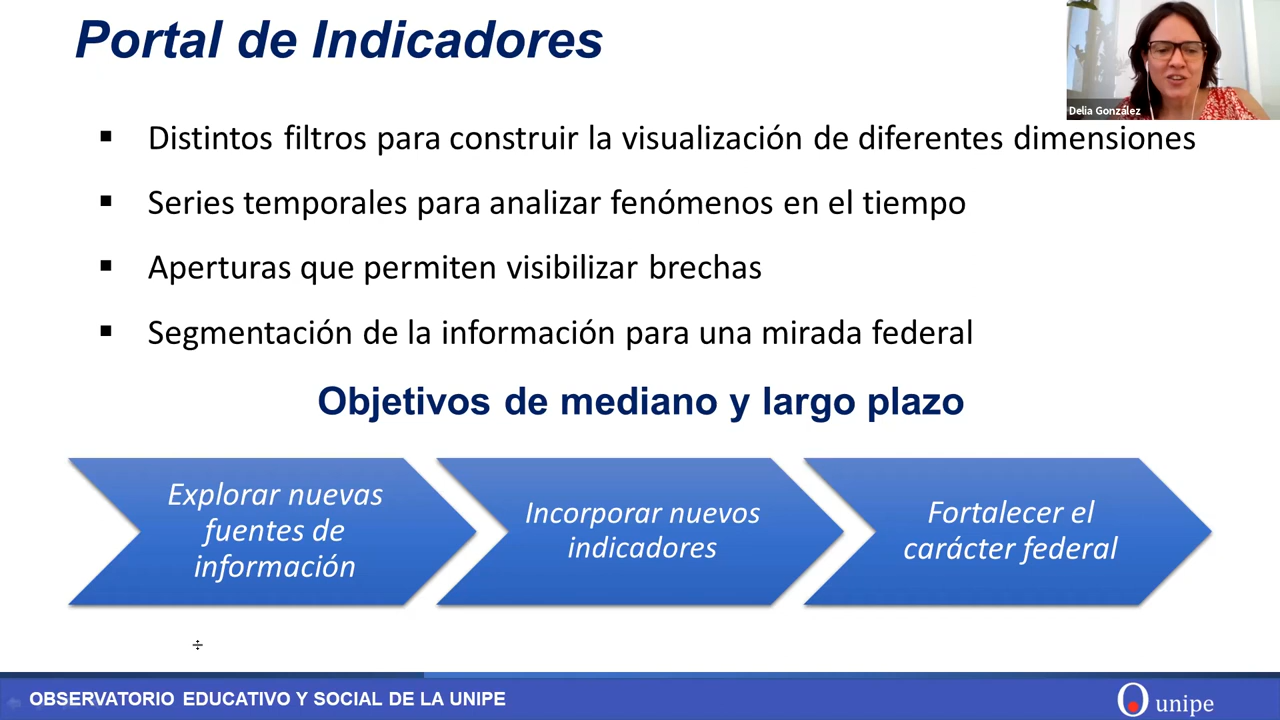 Portal de Indicadores
Delia González
▪ Distintos filtros para construir la visualización de diferentes dimensiones
▪ Series temporales para analizar fenómenos en el tiempo
▪ Aperturas que permiten visibilizar brechas
▪ Segmentación de la información para una mirada federal
Objetivos de mediano y largo plazo
Explorar nuevas
fuentes de
información
Incorporar nuevos
indicadores
Fortalecer el
carácter federal
OBSERVATORIO EDUCATIVO Y SOCIAL DE LA UNIPE
unipe